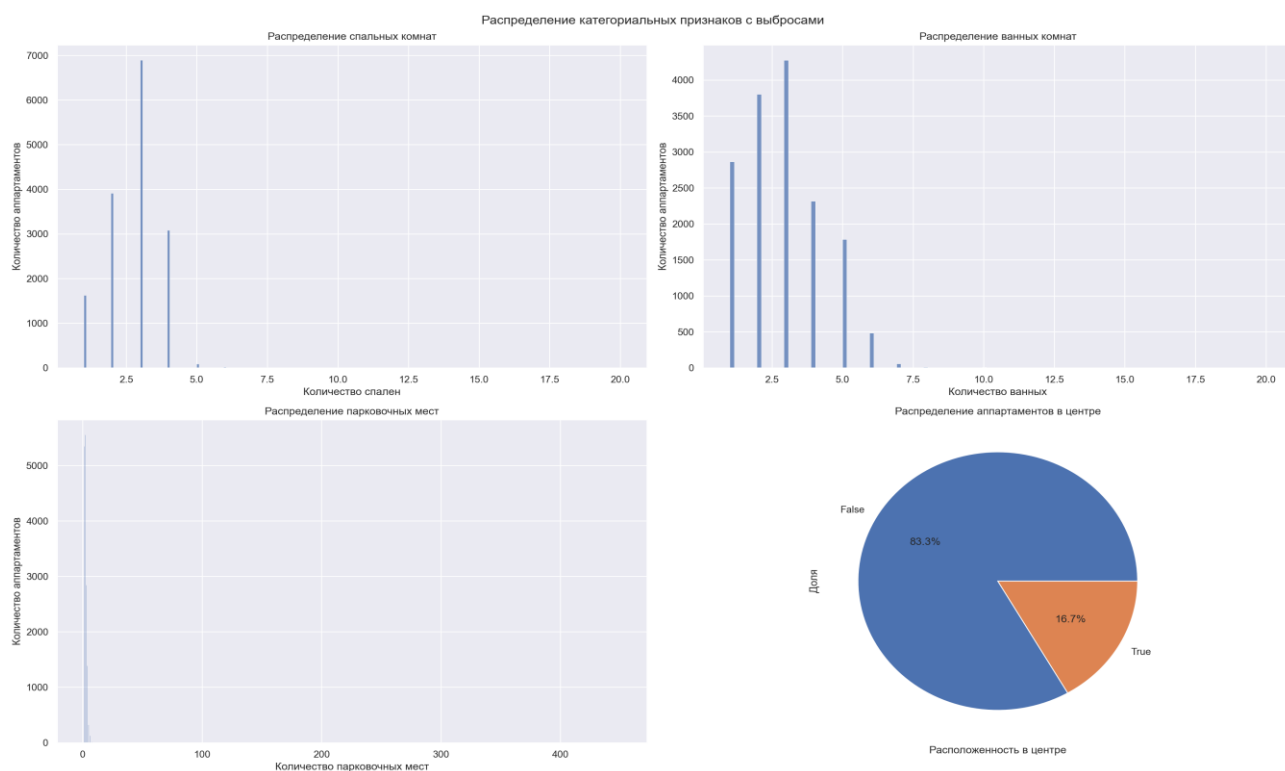 Распределение категориальных признаков с выбросами
Распределение спальных комнат
Количество аппартаментов
7000
6000
5000
4000
3000
2000
1000
0
2.5 5.0 7.5 10.0 12.5 15.0 17.5 20.0
Количество спален
Распределение ванных комнат
Количество аппартаментов
4000
3500
3000
2500
2000
1500
1000
500
0
2.5 5.0 7.5 10.0 12.5 15.0 17.5 20.0
Количество ванных
Распределение парковочных мест
Количество аппартаментов
5000
4000
3000
2000
1000
0
0 100 200 300 400
Количество парковочных мест
Распределение аппартаментов в центре
Доля
False
83.3%
16.7%
True
Расположенность в центре